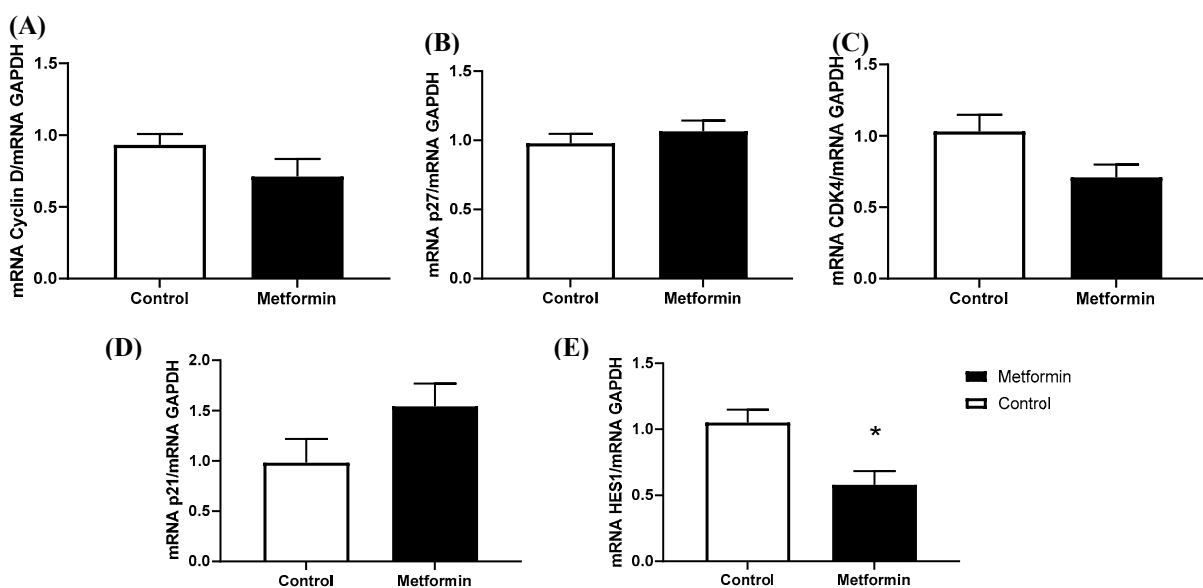 (A)
mRNA Cyclin D/mRNA GAPDH
1.5
1.0
0.5
0.0
Control
Metformin
(B)
mRNA p27/mRNA GAPDH
1.5
1.0
0.5
0.0
Control
Metformin
(C)
mRNA CDK4/mRNA GAPDH
1.5
1.0
0.5
0.0
Control
Metformin
(D)
mRNA p21/mRNA GAPDH
2.0
1.5
1.0
0.5
0.0
Control
Metformin
(E)
mRNA HES1/mRNA GAPDH
1.5
1.0
0.5
0.0
*
Control
Metformin
Metformin
Control